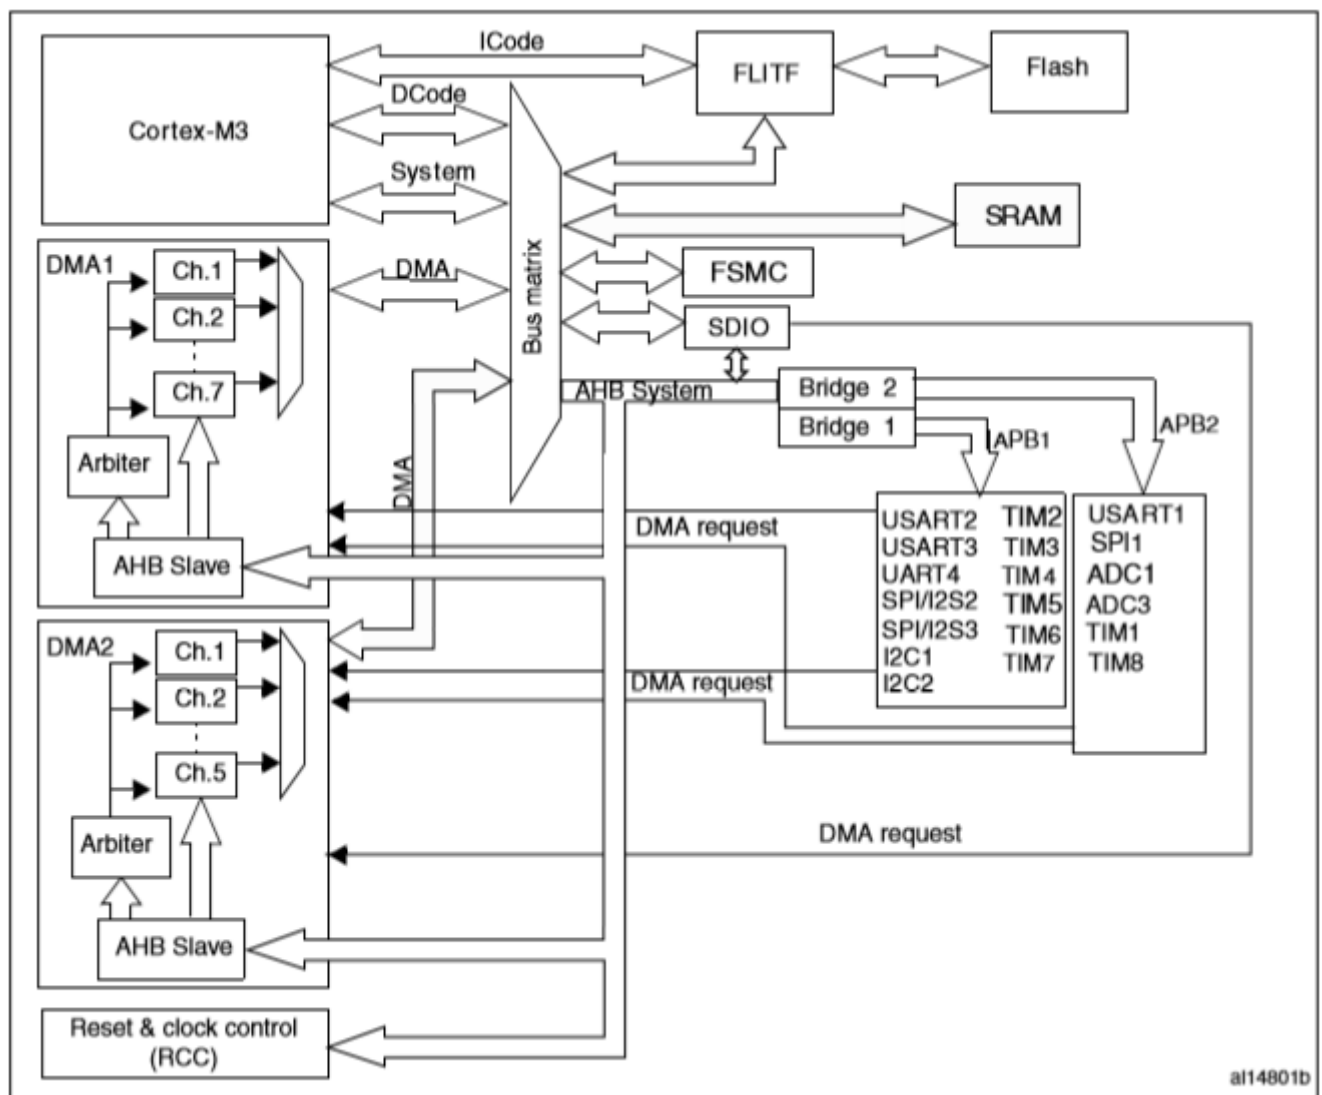 ICode
FLITF
Flash
Cortex-M3
DCode
System
SRAM
DMA1
Ch.1
Ch.2
Ch.7
Arbiter
AHB Slave
DMA
Bus matrix
FSMC
SDIO
AHB System
Bridge 2
Bridge 1
APB1
APB2
DMA
DMA request
USART2 TIM2
USART3 TIM3
UART4 TIM4
SPI/I2S2 TIM5
SPI/I2S3 TIM6
I2C1 TIM7
I2C2
USART1
SPI1
ADC1
ADC3
TIM1
TIM8
DMA2
Ch.1
Ch.2
Ch.5
Arbiter
AHB Slave
DMA request
DMA request
Reset & clock control
(RCC)
ai14801b